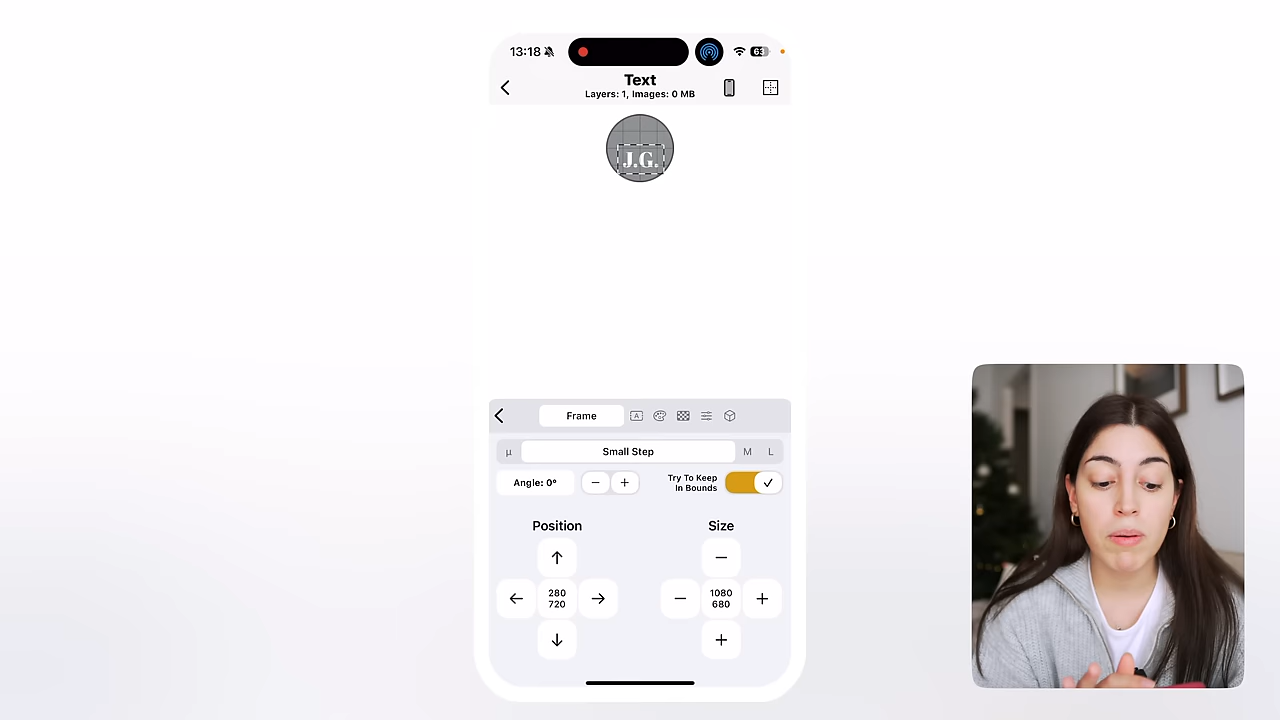 13:18
63
Text
Layers: 1, Images: 0 MB
J.G.
Frame
A
µ
Small Step
M
L
Angle: 0°
Try To Keep
In Bounds
Position
Size
280
720
1080
680